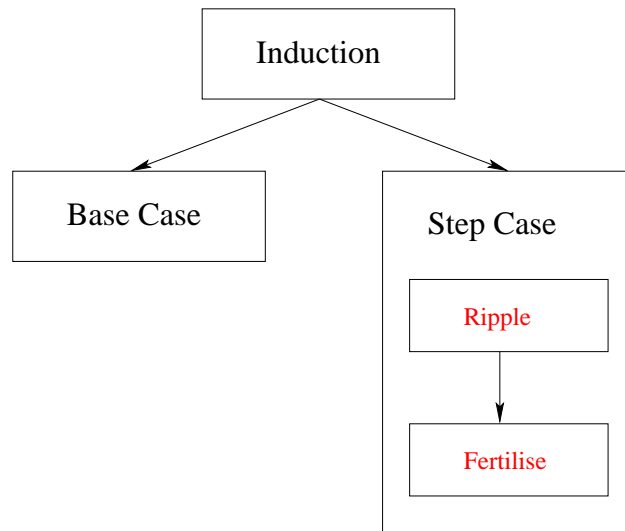 Induction
Base Case
Step Case
Ripple
Fertilise